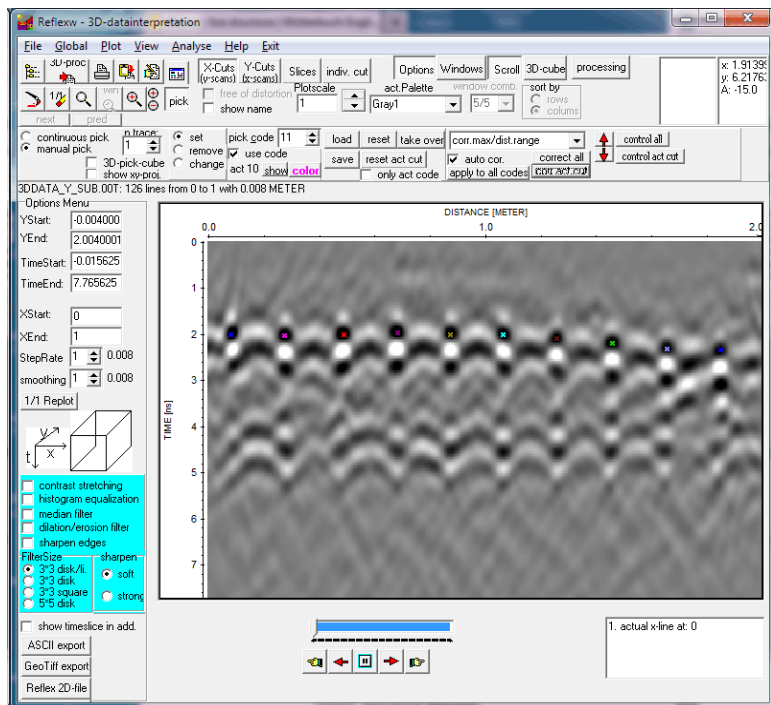 Reflexw - 3D-datainterpretation
File Global Plot View Analyse Help Exit
3D-proc
X-Cuts Y-Cuts Slices indiv. cut Options Windows Scroll 3D-cube processing
(y-scans) (x-scans)
x: 1.9139
y: 6.2176
A: -15.0
1/2 win pick
free of distortion Plotscale act.Palette window comb. sort by
show name 1 Gray1 5/5 rows
colums
next pred
continuous pick n.trace set pick code 11 load reset take over corr.max/dist.range control all
manual pick 1 remove use code
3D-pick-cube change act 10 show color save reset act cut auto cor. correct all control act cut
show xy-proj. only act code apply to all codes corr act.cut
3DDATA_Y_SUB.00T: 126 lines from 0 to 1 with 0.008 METER
Options Menu
YStart: -0.004000
YEnd: 2.0040001
TimeStart: -0.015625
TimeEnd: 7.765625
XStart: 0
XEnd: 1
StepRate 1 0.008
smoothing 1 0.008
1/1 Replot
y
t x
contrast stretching
histogram equalization
median filter
dilation/erosion filter
sharpen edges
FilterSize sharpen
3*3 disk/li. soft
3*3 disk
3*3 square strong
5*5 disk
show timeslice in add.
ASCII export
GeoTiff export
Reflex 2D-file
DISTANCE [METER]
0.0 1.0 2.0
0
1
2
3
4
5
6
7
TIME [ns]
1. actual x-line at: 0